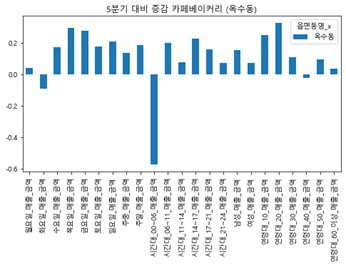 5분기 대비 증감 카페베이커리 (옥수동)
읍면동명_x
옥수동
0.2
0.0
-0.2
-0.4
-0.6
월요일_매출_금액
화요일_매출_금액
수요일_매출_금액
목요일_매출_금액
금요일_매출_금액
토요일_매출_금액
일요일_매출_금액
주중_매출_금액
주말_매출_금액
시간대_00~06_매출_금액
시간대_06~11_매출_금액
시간대_11~14_매출_금액
시간대_14~17_매출_금액
시간대_17~21_매출_금액
시간대_21~24_매출_금액
남성_매출_금액
여성_매출_금액
연령대_10_매출_금액
연령대_20_매출_금액
연령대_30_매출_금액
연령대_40_매출_금액
연령대_50_매출_금액
연령대_60_이상_매출_금액